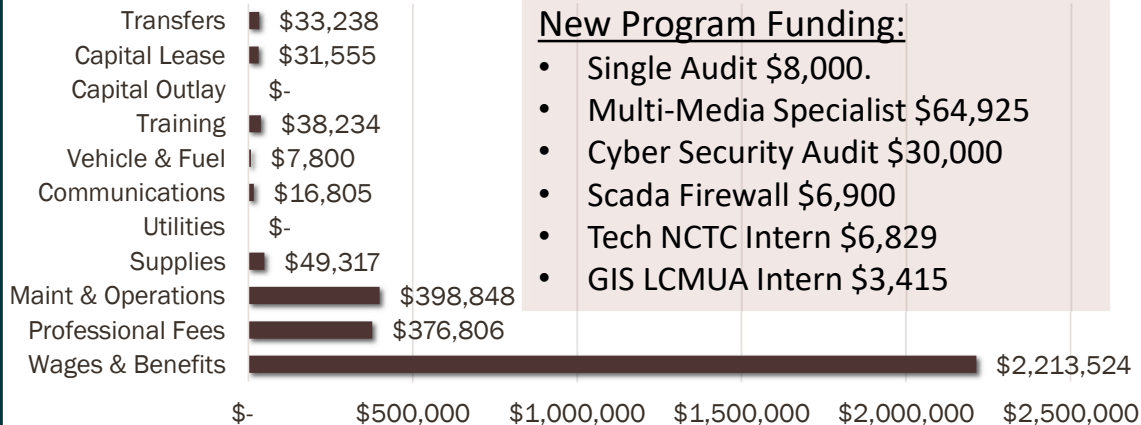 Transfers $33,238
Capital Lease $31,555
Capital Outlay $-
Training $38,234
Vehicle & Fuel $7,800
Communications $16,805
Utilities $-
Supplies $49,317
Maint & Operations $398,848
Professional Fees $376,806
Wages & Benefits $2,213,524
$- $500,000 $1,000,000 $1,500,000 $2,000,000 $2,500,000
New Program Funding:
• Single Audit $8,000.
• Multi-Media Specialist $64,925
• Cyber Security Audit $30,000
• Scada Firewall $6,900
• Tech NCTC Intern $6,829
• GIS LCMUA Intern $3,415